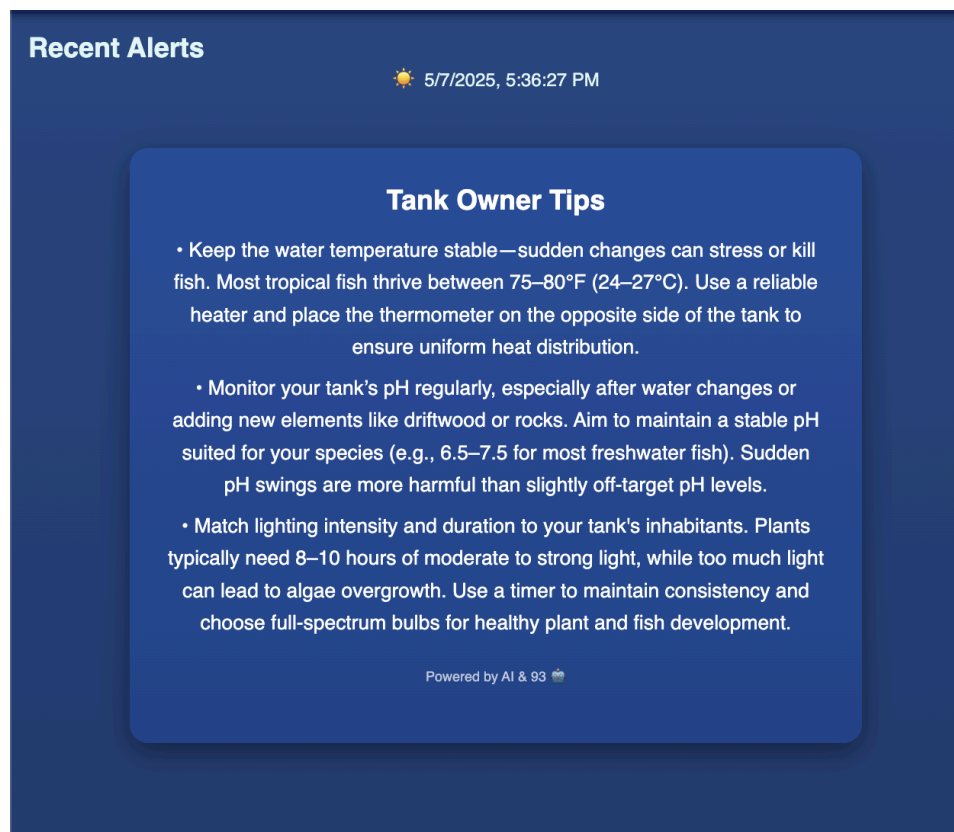 Recent Alerts
☀️ 5/7/2025, 5:36:27 PM
Tank Owner Tips
• Keep the water temperature stable—sudden changes can stress or kill
fish. Most tropical fish thrive between 75–80°F (24–27°C). Use a reliable
heater and place the thermometer on the opposite side of the tank to
ensure uniform heat distribution.
• Monitor your tank’s pH regularly, especially after water changes or
adding new elements like driftwood or rocks. Aim to maintain a stable pH
suited for your species (e.g., 6.5–7.5 for most freshwater fish). Sudden
pH swings are more harmful than slightly off-target pH levels.
• Match lighting intensity and duration to your tank's inhabitants. Plants
typically need 8–10 hours of moderate to strong light, while too much light
can lead to algae overgrowth. Use a timer to maintain consistency and
choose full-spectrum bulbs for healthy plant and fish development.
Powered by AI & 93